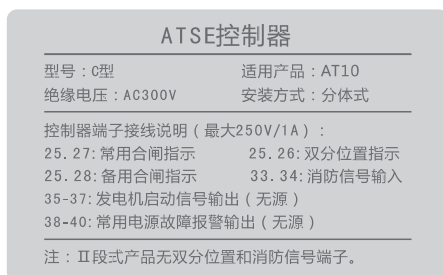 ATSE控制器
型号：C型 适用产品：AT10
绝缘电压：AC300V 安装方式：分体式
控制器端子接线说明（最大250V/1A）：
25.27:常用合闸指示 25.26:双分位置指示
25.28:备用合闸指示 33.34:消防信号输入
35-37:发电机启动信号输出（无源）
38-40:常用电源故障报警输出（无源）
注：Ⅱ段式产品无双分位置和消防信号端子。